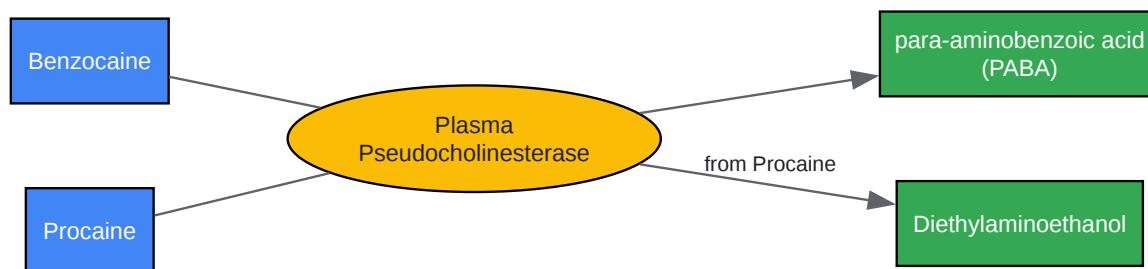 Benzocaine
para-aminobenzoic acid
(PABA)
Plasma
Pseudocholinesterase
from Procaine
Procaine
Diethylaminoethanol